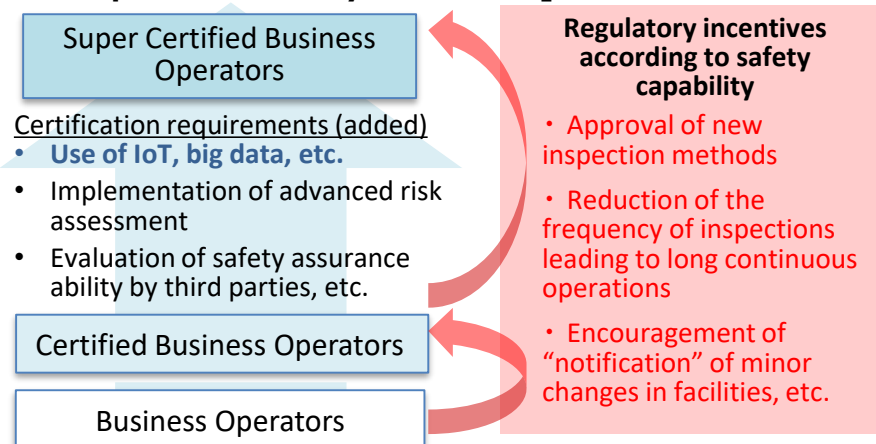 Super Certified Business
Operators
Certification requirements (added)
• Use of IoT, big data, etc.
• Implementation of advanced risk
assessment
• Evaluation of safety assurance
ability by third parties, etc.
Certified Business Operators
Business Operators
Regulatory incentives
according to safety
capability
・ Approval of new
inspection methods
・ Reduction of the
frequency of inspections
leading to long continuous
operations
・ Encouragement of
“notification” of minor
changes in facilities, etc.